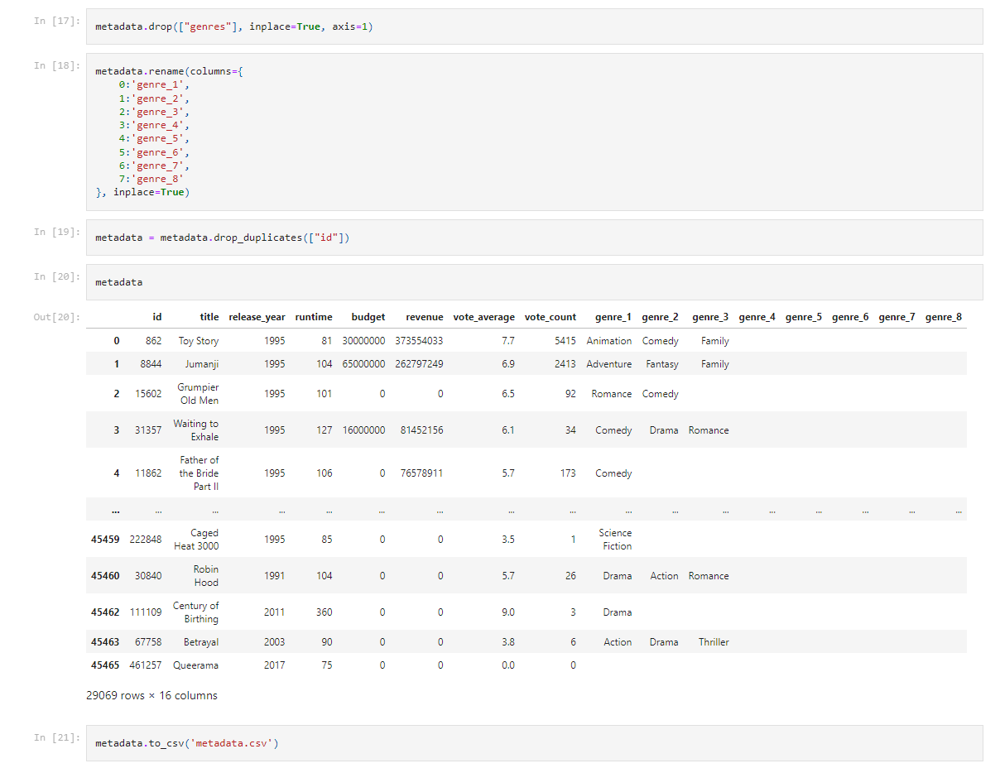 In [17]:
metadata.drop(["genres"], inplace=True, axis=1)
In [18]:
metadata.rename(columns={
    0:'genre_1',
    1:'genre_2',
    2:'genre_3',
    3:'genre_4',
    4:'genre_5',
    5:'genre_6',
    6:'genre_7',
    7:'genre_8'
}, inplace=True)
In [19]:
metadata = metadata.drop_duplicates(["id"])
In [20]:
metadata
Out[20]:
id title release_year runtime budget revenue vote_average vote_count genre_1 genre_2 genre_3 genre_4 genre_5 genre_6 genre_7 genre_8
0 862 Toy Story 1995 81 30000000 373554033 7.7 5415 Animation Comedy Family
1 8844 Jumanji 1995 104 65000000 262797249 6.9 2413 Adventure Fantasy Family
2 15602 Grumpier Old Men 1995 101 0 0 6.5 92 Romance Comedy
3 31357 Waiting to Exhale 1995 127 16000000 81452156 6.1 34 Comedy Drama Romance
4 11862 Father of the Bride Part II 1995 106 0 76578911 5.7 173 Comedy
... ... ... ... ... ... ... ... ... ... ... ... ... ... ... ... ...
45459 222848 Caged Heat 3000 1995 85 0 0 3.5 1 Science Fiction
45460 30840 Robin Hood 1991 104 0 0 5.7 26 Drama Action Romance
45462 111109 Century of Birthing 2011 360 0 0 9.0 3 Drama
45463 67758 Betrayal 2003 90 0 0 3.8 6 Action Drama Thriller
45465 461257 Queerama 2017 75 0 0 0.0 0
29069 rows × 16 columns
In [21]:
metadata.to_csv('metadata.csv')